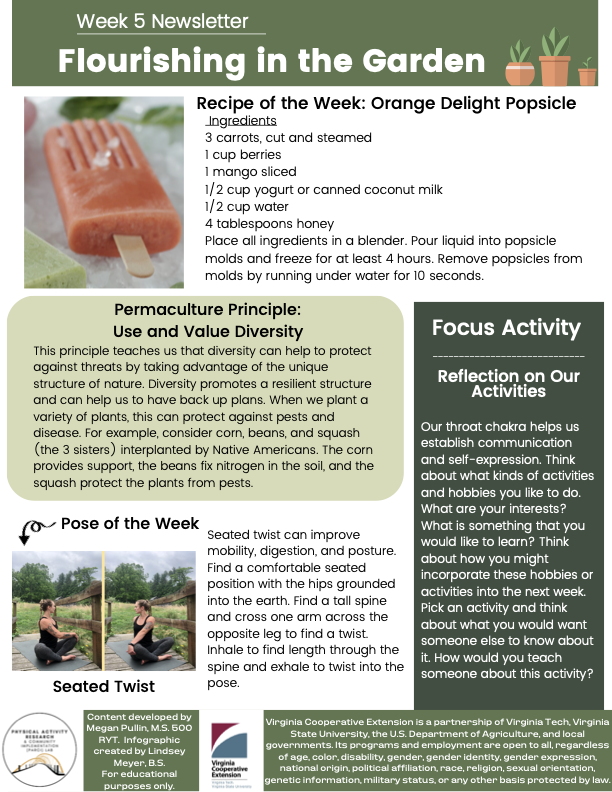 Week 5 Newsletter
Flourishing in the Garden
Recipe of the Week: Orange Delight Popsicle
Ingredients
3 carrots, cut and steamed
1 cup berries
1 mango sliced
1/2 cup yogurt or canned coconut milk
1/2 cup water
4 tablespoons honey
Place all ingredients in a blender. Pour liquid into popsicle
molds and freeze for at least 4 hours. Remove popsicles from
molds by running under water for 10 seconds.
Permaculture Principle:
Use and Value Diversity
This principle teaches us that diversity can help to protect
against threats by taking advantage of the unique
structure of nature. Diversity promotes a resilient structure
and can help us to have back up plans. When we plant a
variety of plants, this can protect against pests and
disease. For example, consider corn, beans, and squash
(the 3 sisters) interplanted by Native Americans. The corn
provides support, the beans fix nitrogen in the soil, and the
squash protect the plants from pests.
Focus Activity
Reflection on Our
Activities
Our throat chakra helps us
establish communication
and self-expression. Think
about what kinds of activities
and hobbies you like to do.
What are your interests?
What is something that you
would like to learn? Think
about how you might
incorporate these hobbies or
activities into the next week.
Pick an activity and think
about what you would want
someone else to know about
it. How would you teach
someone about this activity?
Pose of the Week
Seated twist can improve
mobility, digestion, and posture.
Find a comfortable seated
position with the hips grounded
into the earth. Find a tall spine
and cross one arm across the
opposite leg to find a twist.
Inhale to find length through the
spine and exhale to twist into the
pose.
Seated Twist
PHYSICAL ACTIVITY
RESEARCH
& COMMUNITY
IMPLEMENTATION
(PARCI) LAB
Content developed by
Megan Pullin, M.S. 500
RYT. Infographic
created by Lindsey
Meyer, B.S.
For educational
purposes only.
Virginia
Cooperative
Extension
Virginia Tech
Virginia State University
Virginia Cooperative Extension is a partnership of Virginia Tech, Virginia
State University, the U.S. Department of Agriculture, and local
governments. Its programs and employment are open to all, regardless
of age, color, disability, gender, gender identity, gender expression,
national origin, political affiliation, race, religion, sexual orientation,
genetic information, military status, or any other basis protected by law.